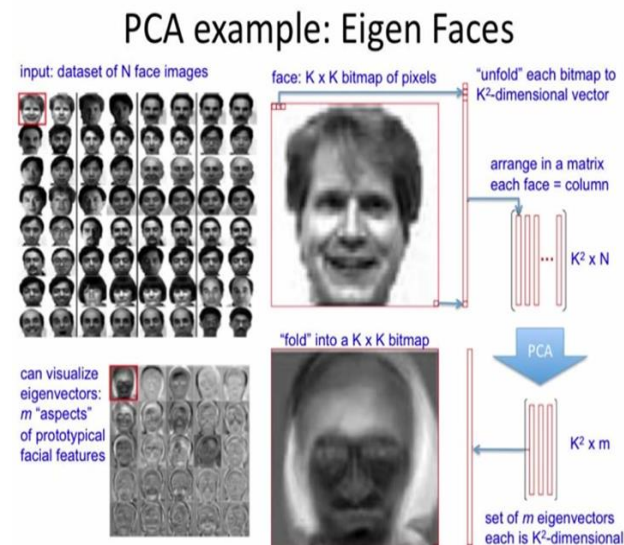 PCA example: Eigen Faces
input: dataset of N face images
face: K x K bitmap of pixels
"unfold" each bitmap to
K²-dimensional vector
arrange in a matrix
each face = column
...
K² x N
PCA
"fold" into a K x K bitmap
can visualize
eigenvectors:
m "aspects"
of prototypical
facial features
K² x m
set of m eigenvectors
each is K²-dimensional